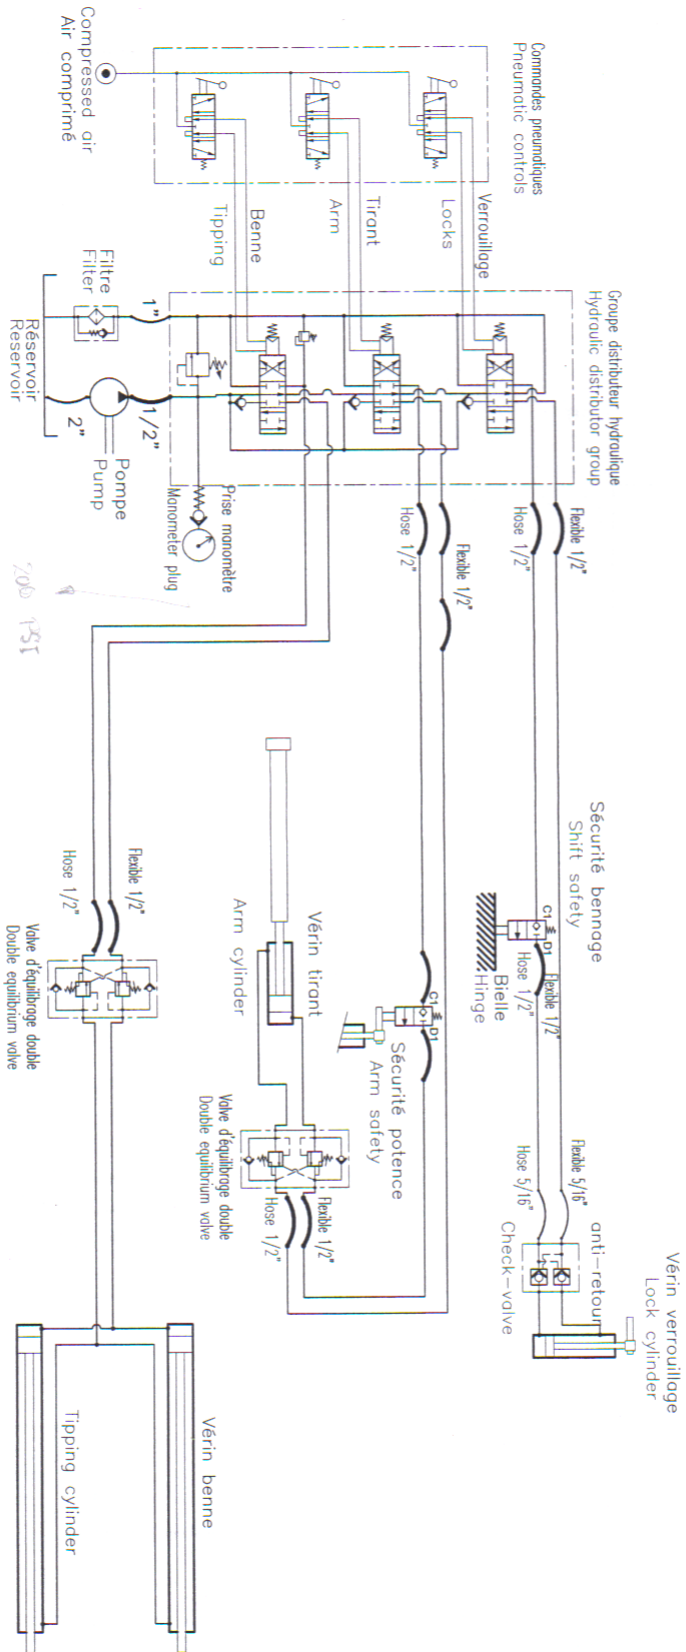 Vérin verrouillage
Lock cylinder
Commandes pneumatiques
Pneumatic controls
Groupe distributeur hydraulique
Hydraulic distributor group
Sécurité bennage
Shift safety
Verrouillage
Locks
Flexible 1/2"
Hose 1/2"
C1
D1
Flexible 1/2"
Hose 1/2"
Bielle
Hinge
Flexible 5/16"
Hose 5/16"
anti-retour
Check-valve
Tirant
Arm
Flexible 1/2"
Hose 1/2"
C1
D1
Sécurité potence
Arm safety
Benne
Tipping
Vérin tirant
Arm cylinder
Flexible 1/2"
Hose 1/2"
Valve d'équilibrage double
Double equilibrium valve
Prise manomètre
Manometer plug
Compressed air
Air comprimé
Filtre
Filter
1"
1/2"
2"
Pompe
Pump
Réservoir
Reservoir
PSI
Flexible 1/2"
Hose 1/2"
Valve d'équilibrage double
Double equilibrium valve
Vérin benne
Tipping cylinder